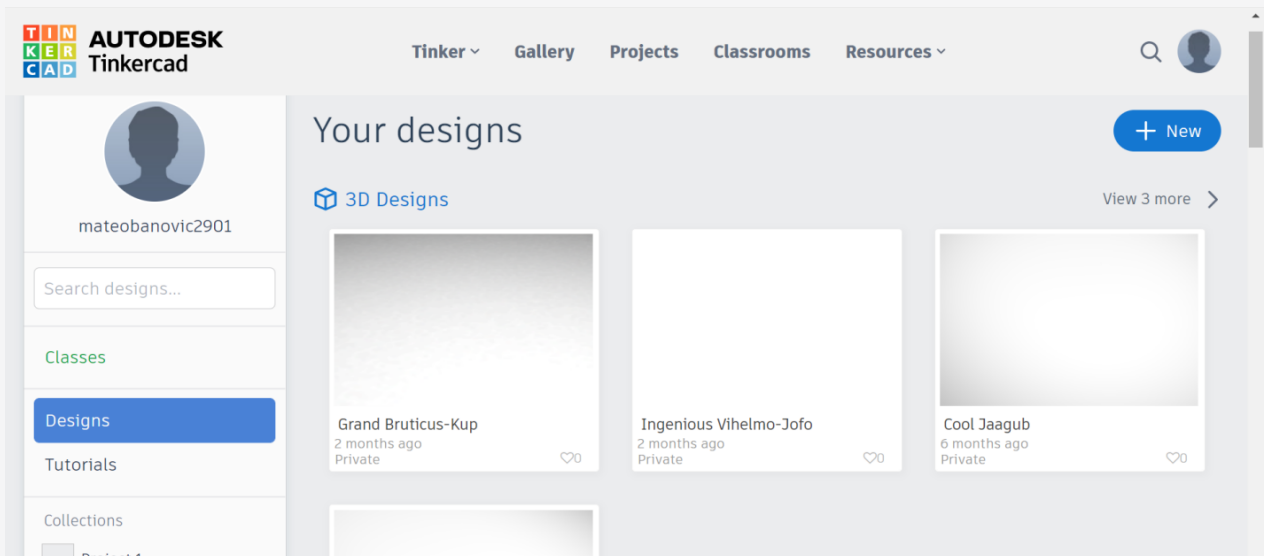 TIN
KER
CAD
AUTODESK
Tinkercad
Tinker
Gallery
Projects
Classrooms
Resources
mateobanovic2901
Search designs...
Classes
Designs
Tutorials
Collections
Your designs
+ New
3D Designs
View 3 more
Grand Bruticus-Kup
2 months ago
Private
0
Ingenious Vihelmo-Jofo
2 months ago
Private
0
Cool Jaagub
6 months ago
Private
0